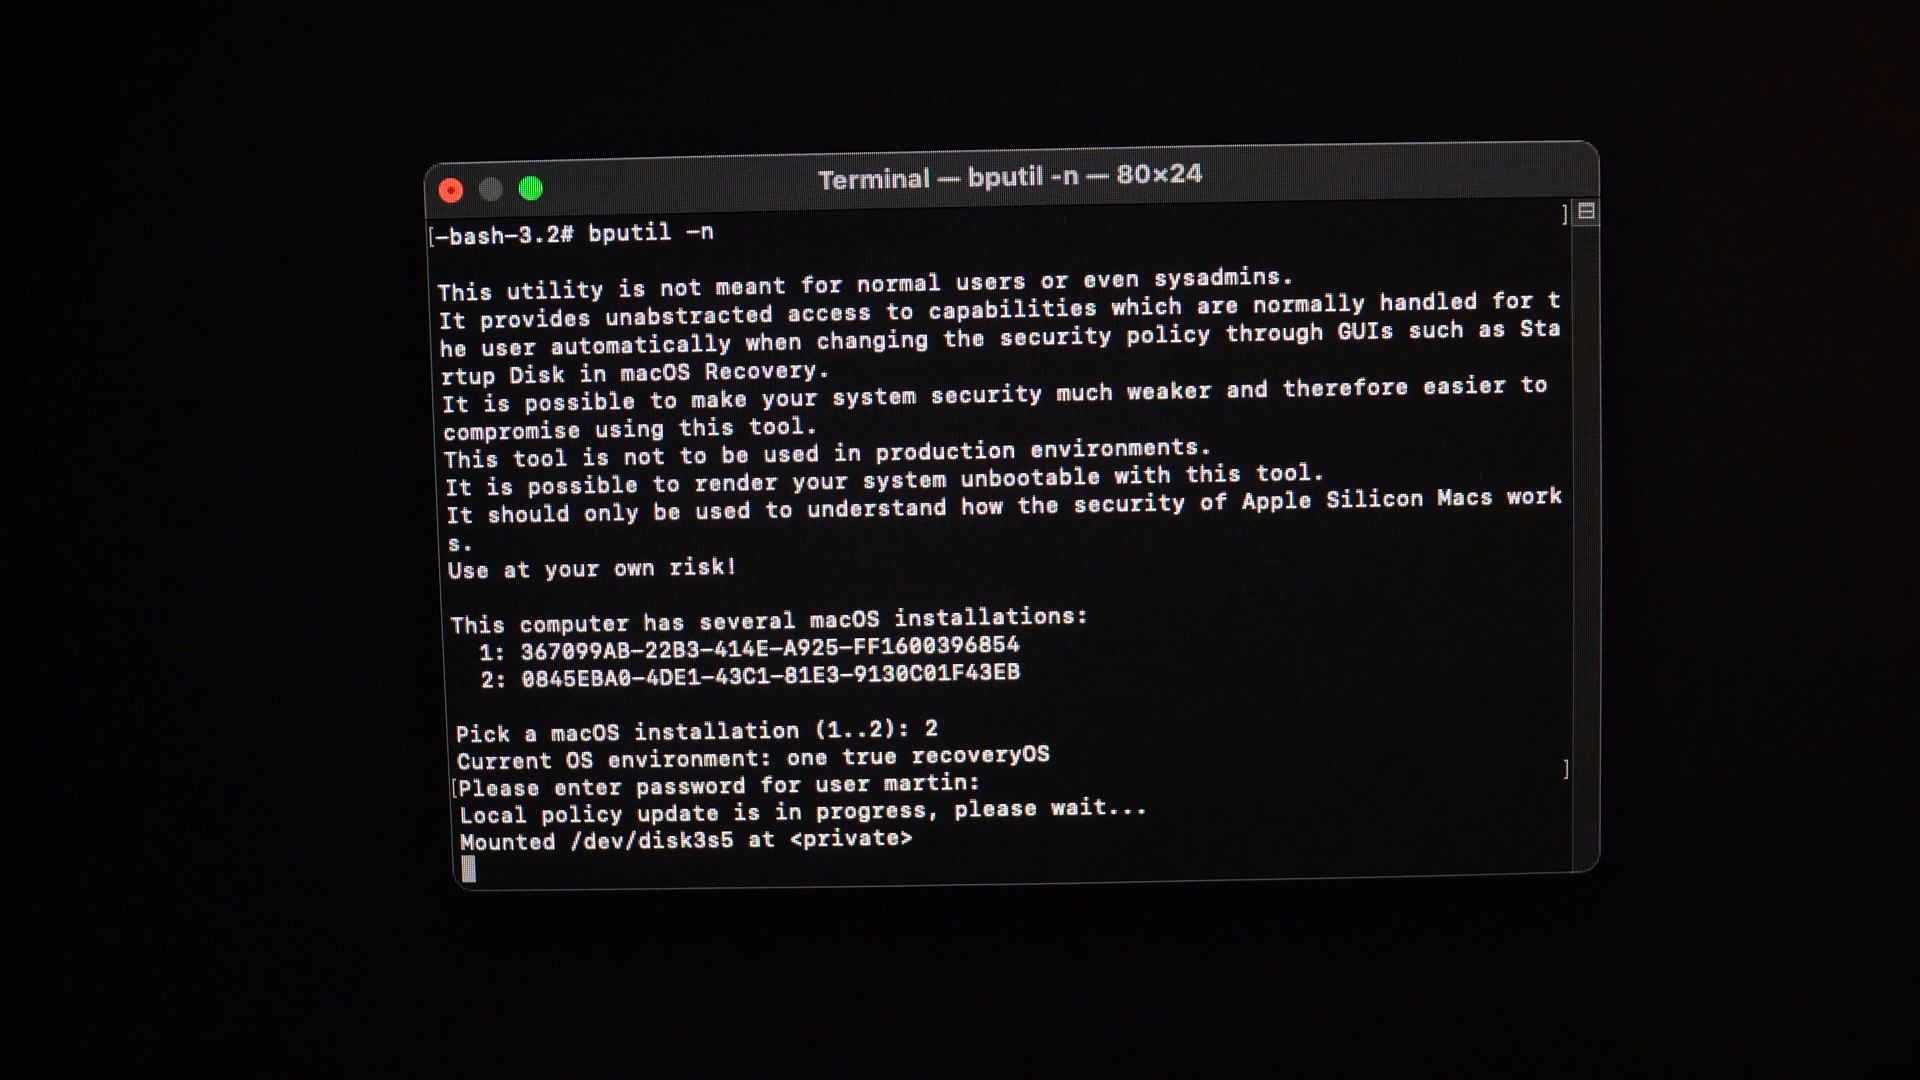 Terminal — bputil -n — 80×24
[-bash-3.2# bputil -n ]
This utility is not meant for normal users or even sysadmins.
It provides unabstracted access to capabilities which are normally handled for t
he user automatically when changing the security policy through GUIs such as Sta
rtup Disk in macOS Recovery.
It is possible to make your system security much weaker and therefore easier to
compromise using this tool.
This tool is not to be used in production environments.
It is possible to render your system unbootable with this tool.
It should only be used to understand how the security of Apple Silicon Macs work
s.
Use at your own risk!
This computer has several macOS installations:
1: 367099AB-22B3-414E-A925-FF1600396854
2: 0845EBA0-4DE1-43C1-81E3-9130C01F43EB
Pick a macOS installation (1..2): 2
Current OS environment: one true recoveryOS
[Please enter password for user martin: ]
Local policy update is in progress, please wait...
Mounted /dev/disk3s5 at <private>